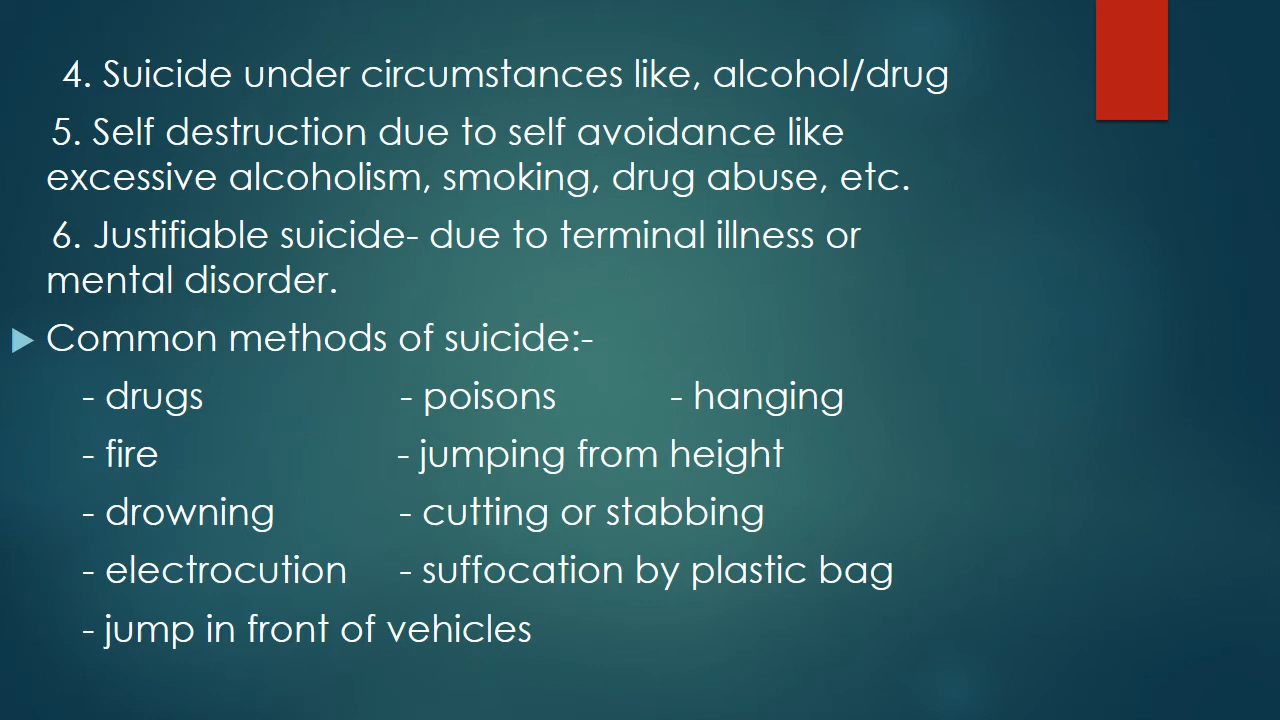 4. Suicide under circumstances like, alcohol/drug
5. Self destruction due to self avoidance like
excessive alcoholism, smoking, drug abuse, etc.
6. Justifiable suicide- due to terminal illness or
mental disorder.
Common methods of suicide:-
- drugs - poisons - hanging
- fire - jumping from height
- drowning - cutting or stabbing
- electrocution - suffocation by plastic bag
- jump in front of vehicles